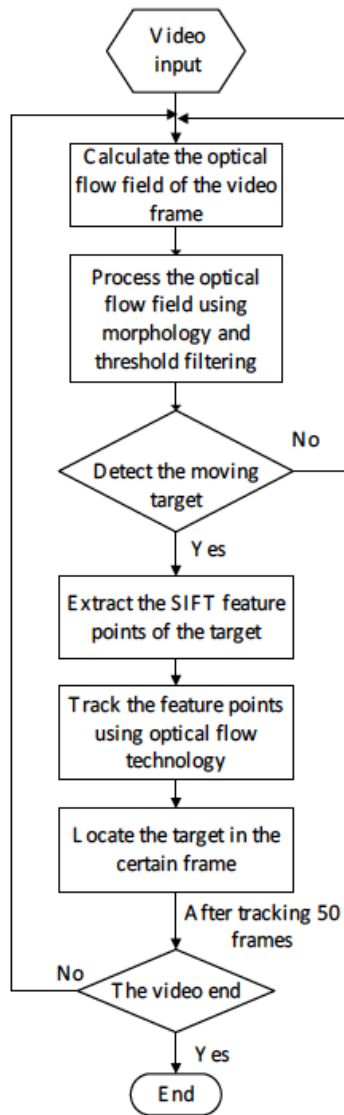 Video
input
Calculate the optical
flow field of the video
frame
Process the optical
flow field using
morphology and
threshold filtering
No
Detect the moving
target
Yes
Extract the SIFT feature
points of the target
Track the feature points
using optical flow
technology
Locate the target in the
certain frame
After tracking 50
frames
No
The video end
Yes
End